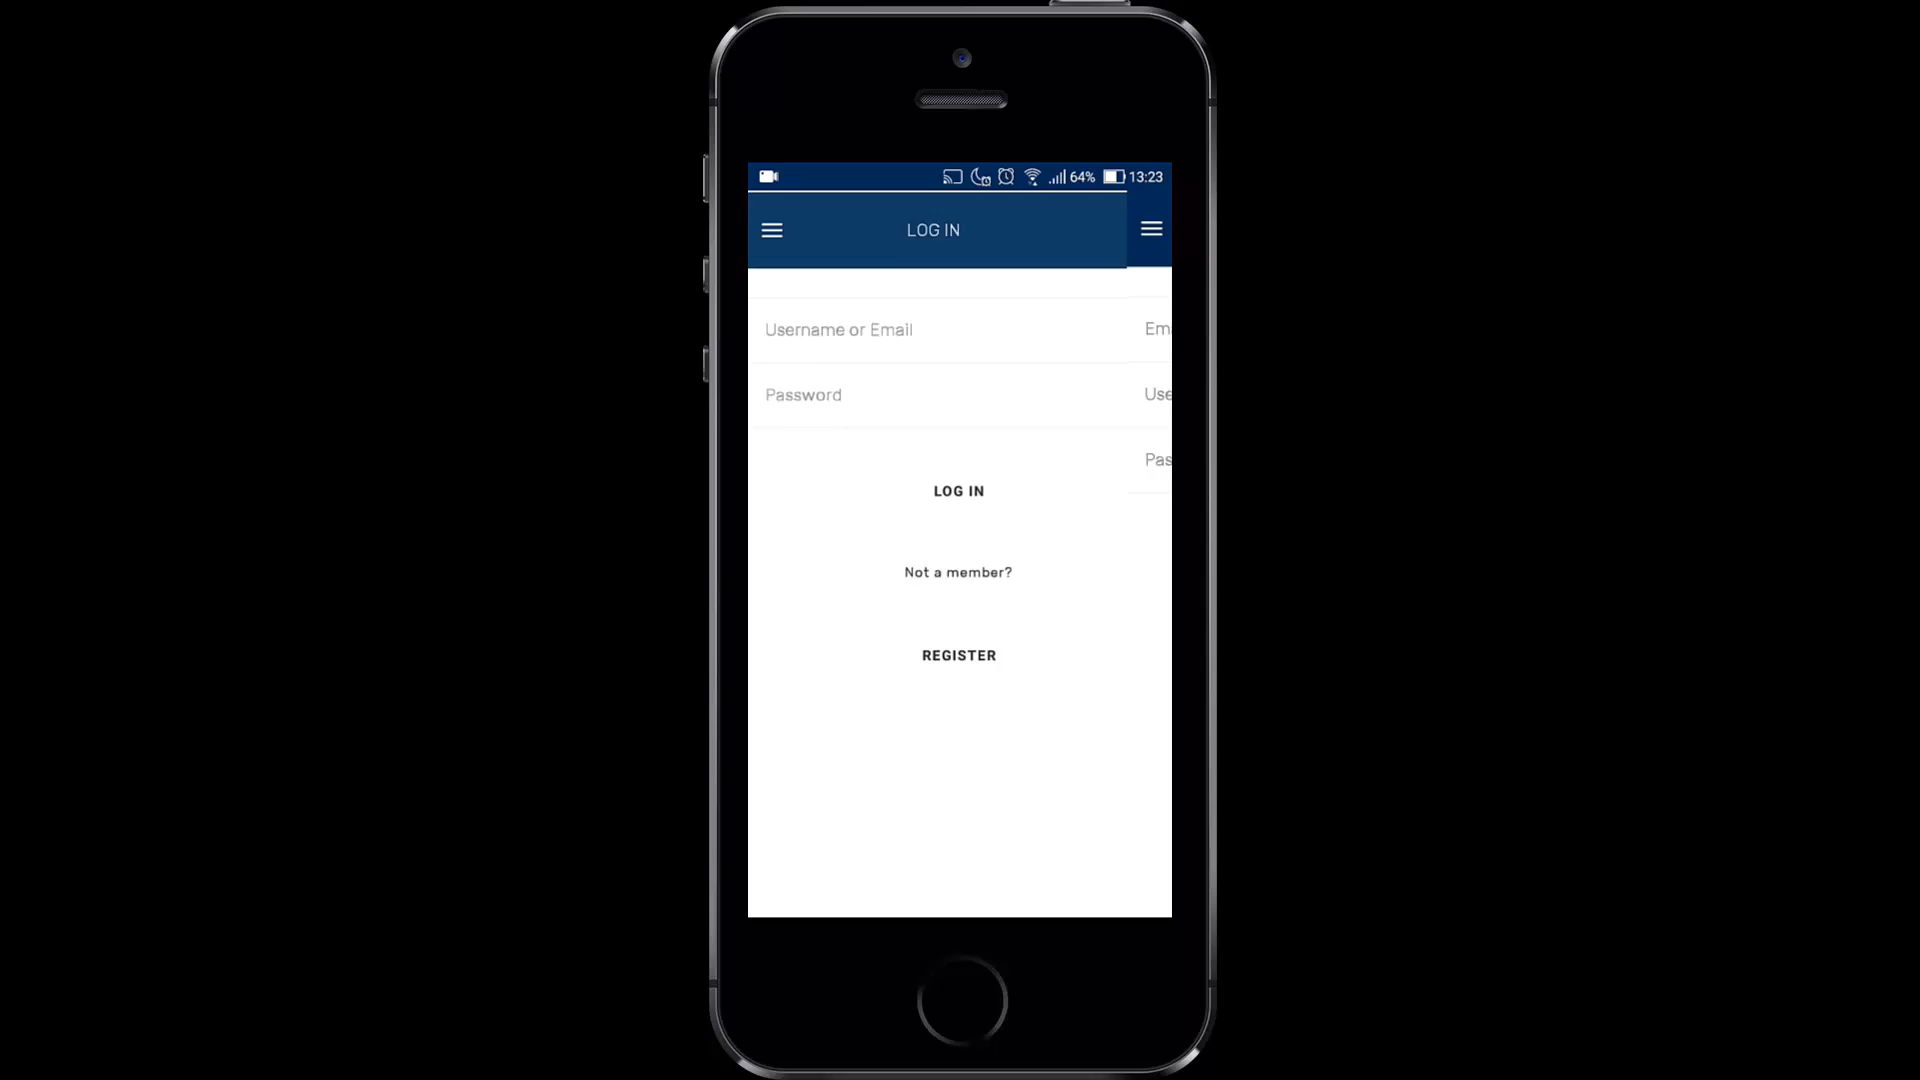 64% 13:23
LOG IN
Username or Email
Em
Password
Use
Pas
LOG IN
Not a member?
REGISTER